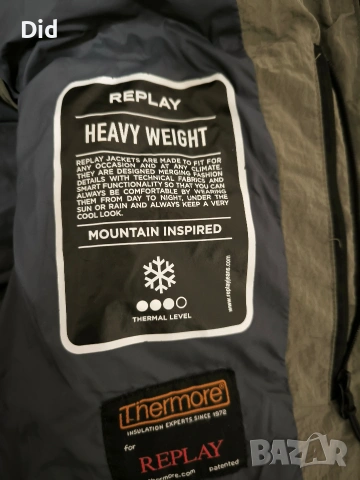 Did
REPLAY
HEAVY WEIGHT
REPLAY JACKETS ARE MADE TO FIT FOR
ANY OCCASION AND AT ANY CLIMATE.
THEY ARE DESIGNED MERGING FASHION
DETAILS WITH TECHNICAL FABRICS AND
SMART FUNCTIONALITY SO THAT YOU CAN
ALWAYS BE COMFORTABLE BY WEARING
THEM FROM DAY TO NIGHT, UNDER THE
SUN OR RAIN AND ALWAYS KEEP A VERY
COOL LOOK.
MOUNTAIN INSPIRED
THERMAL LEVEL
www.replayjeans.com
Thermore®
INSULATION EXPERTS, SINCE 1972
for
REPLAY
thermore.com patented
BAZAR